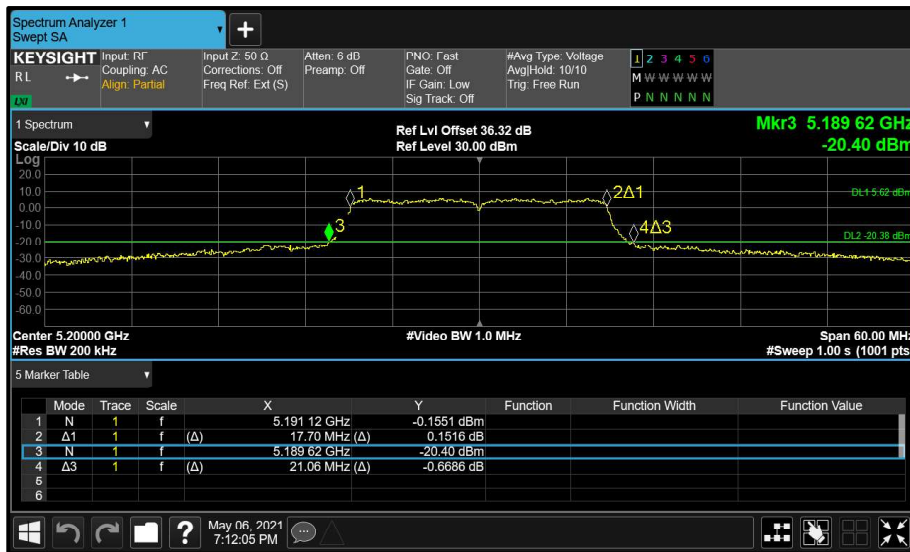 Spectrum Analyzer 1
Swept SA
+
KEYSIGHT Input: RF Input Z: 50 Ω Atten: 6 dB PNO: Fast #Avg Type: Voltage 1 2 3 4 5 6
RL Coupling: AC Corrections: Off Preamp: Off Gate: Off Avg|Hold: 10/10 M W W W W W
Align: Partial Freq Ref: Ext (S) IF Gain: Low Trig: Free Run
LXI Sig Track: Off P N N N N N
1 Spectrum Ref Lvl Offset 36.32 dB Mkr3 5.189 62 GHz
Scale/Div 10 dB Ref Level 30.00 dBm -20.40 dBm
Log
20.0
10.0 1 2Δ1 DL1 5.62 dBm
0.00
-10.0 3 4Δ3
-20.0 DL2 -20.38 dBm
-30.0
-40.0
-50.0
-60.0
Center 5.20000 GHz #Video BW 1.0 MHz Span 60.00 MHz
#Res BW 200 kHz #Sweep 1.00 s (1001 pts
5 Marker Table
Mode Trace Scale X Y Function Function Width Function Value
1 N 1 f 5.191 12 GHz -0.1551 dBm
2 Δ1 1 f (Δ) 17.70 MHz (Δ) 0.1516 dB
3 N 1 f 5.189 62 GHz -20.40 dBm
4 Δ3 1 f (Δ) 21.06 MHz (Δ) -0.6686 dB
5
6
? May 06, 2021
7:12:05 PM